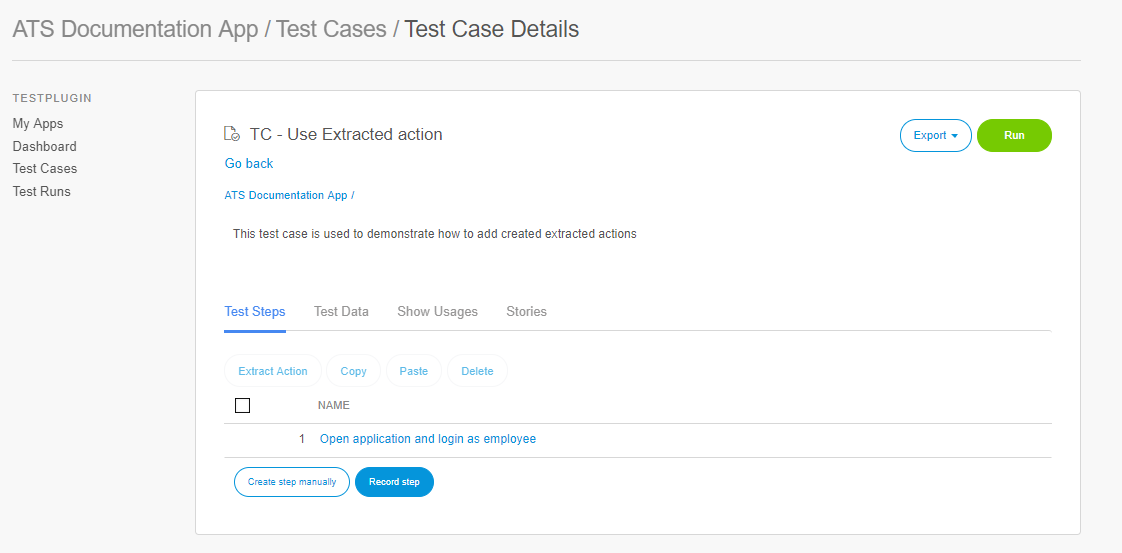 ATS Documentation App / Test Cases / Test Case Details
TESTPLUGIN
My Apps
Dashboard
Test Cases
Test Runs
TC - Use Extracted action
Export
Run
Go back
ATS Documentation App /
This test case is used to demonstrate how to add created extracted actions
Test Steps Test Data Show Usages Stories
Extract Action Copy Paste Delete
NAME
1 Open application and login as employee
Create step manually Record step